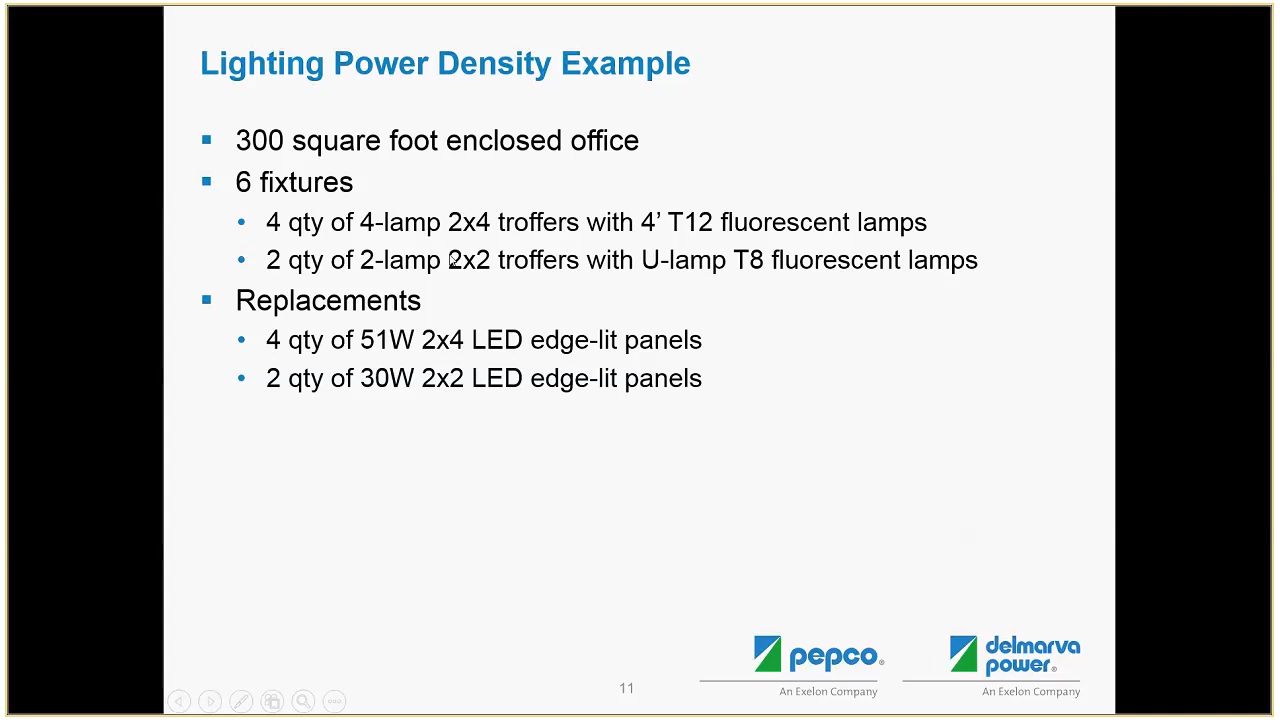 Lighting Power Density Example
300 square foot enclosed office
6 fixtures
4 qty of 4-lamp 2x4 troffers with 4’ T12 fluorescent lamps
2 qty of 2-lamp 2x2 troffers with U-lamp T8 fluorescent lamps
Replacements
4 qty of 51W 2x4 LED edge-lit panels
2 qty of 30W 2x2 LED edge-lit panels
pepco®
An Exelon Company
delmarva
power®
An Exelon Company
11